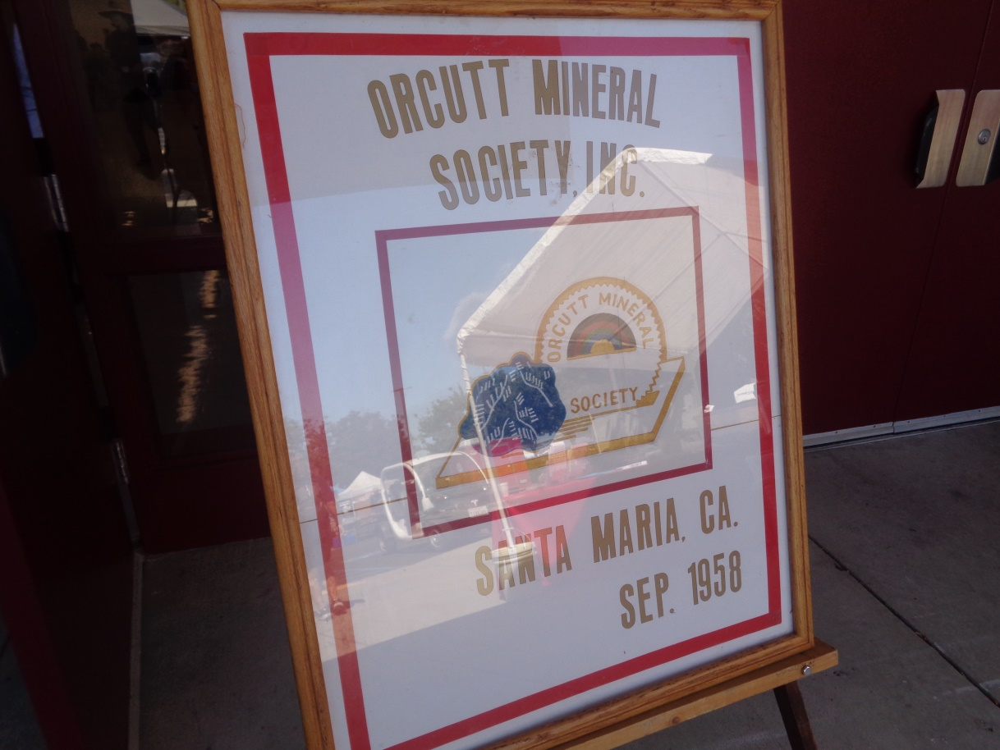 ORCUTT MINERAL
SOCIETY, INC.
ORCUTT MINERAL
SOCIETY
SANTA MARIA, CA.
SEP. 1958